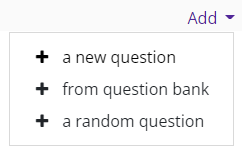 Add
a new question
from question bank
a random question